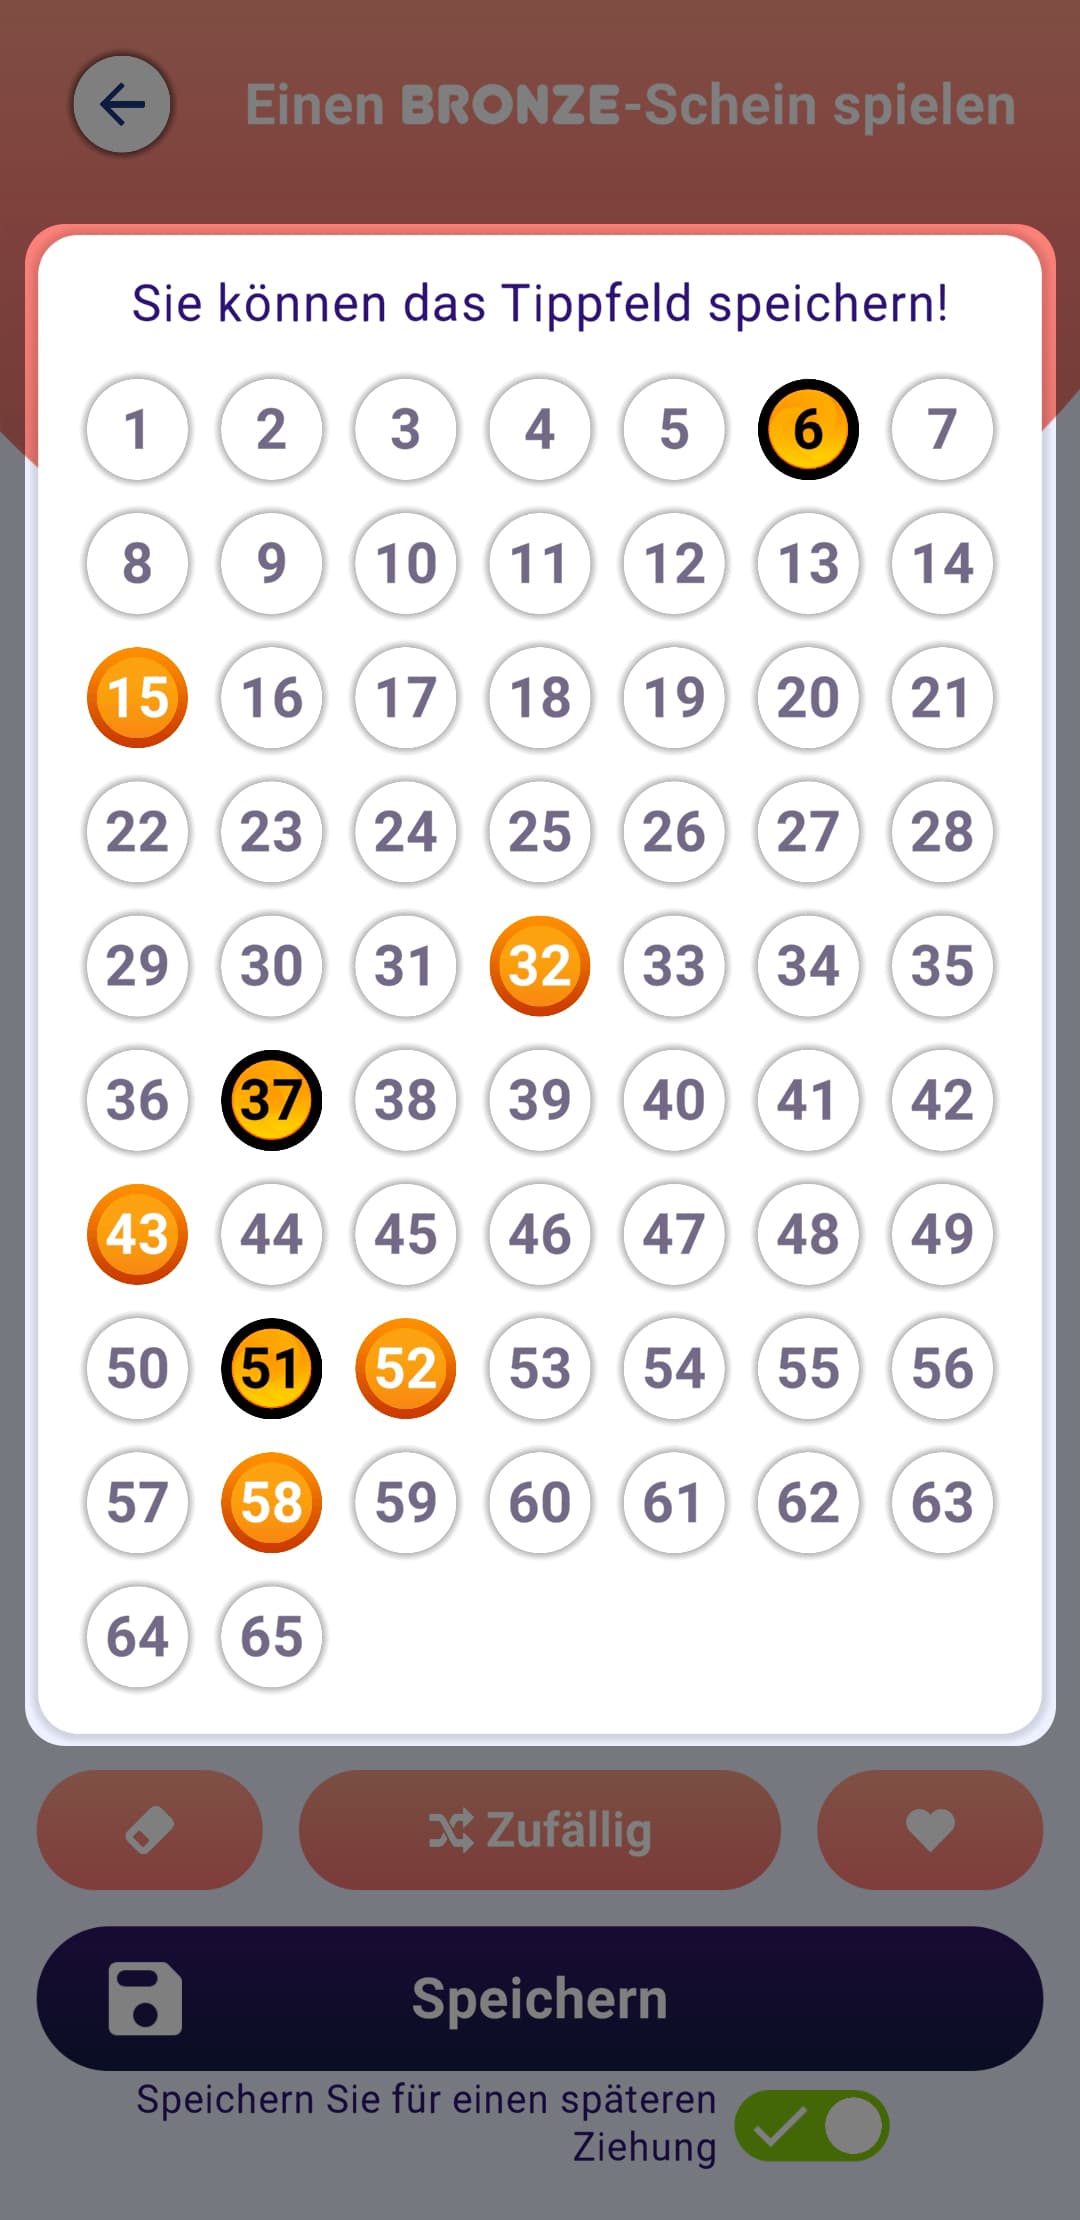 Einen BRONZE-Schein spielen
Sie können das Tippfeld speichern!
1 2 3 4 5 6 7
8 9 10 11 12 13 14
15 16 17 18 19 20 21
22 23 24 25 26 27 28
29 30 31 32 33 34 35
36 37 38 39 40 41 42
43 44 45 46 47 48 49
50 51 52 53 54 55 56
57 58 59 60 61 62 63
64 65
Zufällig
Speichern
Speichern Sie für einen späteren
Ziehung